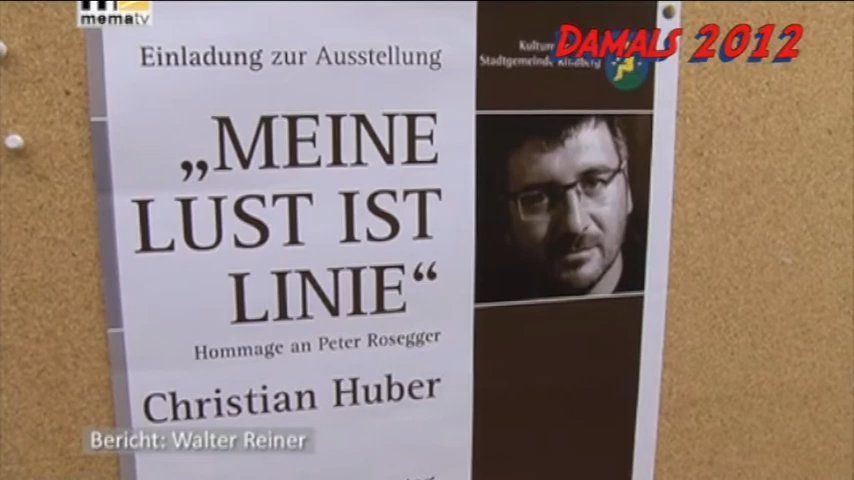 mematv
Damals 2012
Einladung zur Ausstellung
Stadtgemeinde
„MEINE
LUST IST
LINIE“
Hommage an Peter Rosegger
Christian Huber
Bericht: Walter Reiner